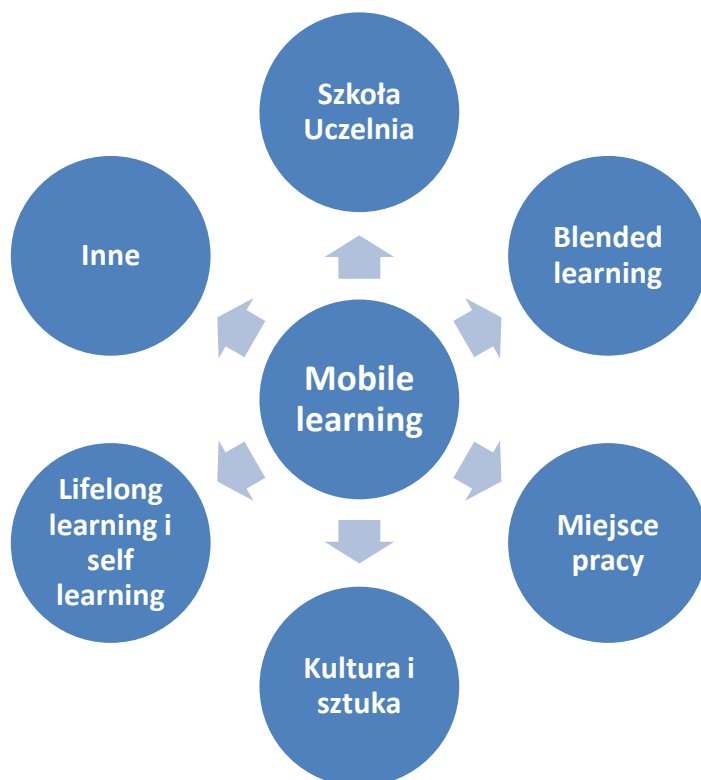 Szkoła
Uczelnia
Blended
learning
Inne
Mobile
learning
Lifelong
learning i
self
learning
Miejsce
pracy
Kultura i
sztuka